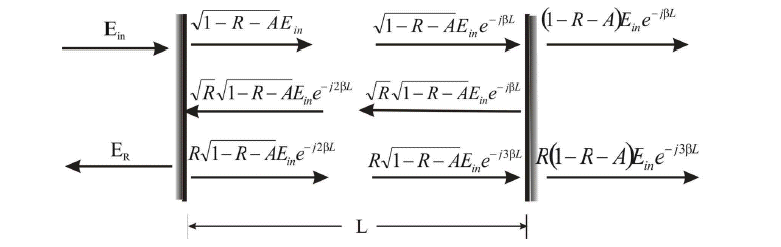 E_in √(1−R−A)E_in √(1−R−A)E_in e^{−jβL} (1−R−A)E_in e^{−jβL}
√R√(1−R−A)E_in e^{−j2βL} √R√(1−R−A)E_in e^{−jβL}
E_R R√(1−R−A)E_in e^{−j2βL} R√(1−R−A)E_in e^{−j3βL} R(1−R−A)E_in e^{−j3βL}
L